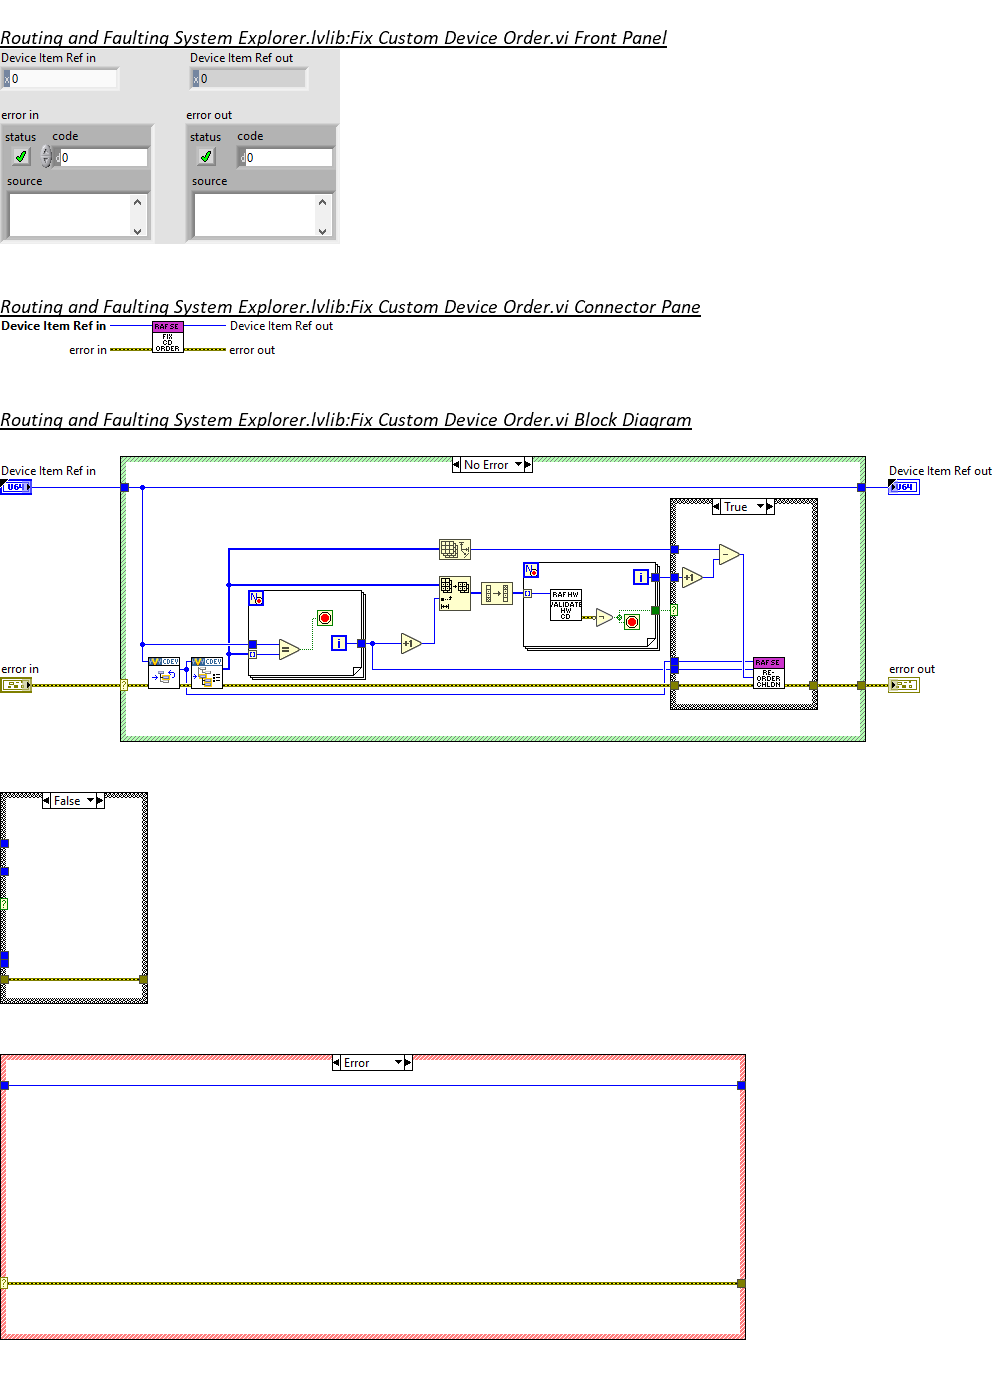 Routing and Faulting System Explorer.lvlib:Fix Custom Device Order.vi Front Panel
Device Item Ref in
Device Item Ref out
x 0
x 0
error in
error out
status code
status code
d 0
d 0
source
source
Routing and Faulting System Explorer.lvlib:Fix Custom Device Order.vi Connector Pane
Device Item Ref in
RAF SE
FIX
CD
ORDER
Device Item Ref out
error in
error out
Routing and Faulting System Explorer.lvlib:Fix Custom Device Order.vi Block Diagram
No Error
Device Item Ref in
Device Item Ref out
U64
U64
True
N
i
RAF HW
VALIDATE
HW
CD
+1
N
i
+1
error in
error out
CDEV
CDEV
RAF SE
RE-
ORDER
CHLDN
?
?
False
?
Error
?